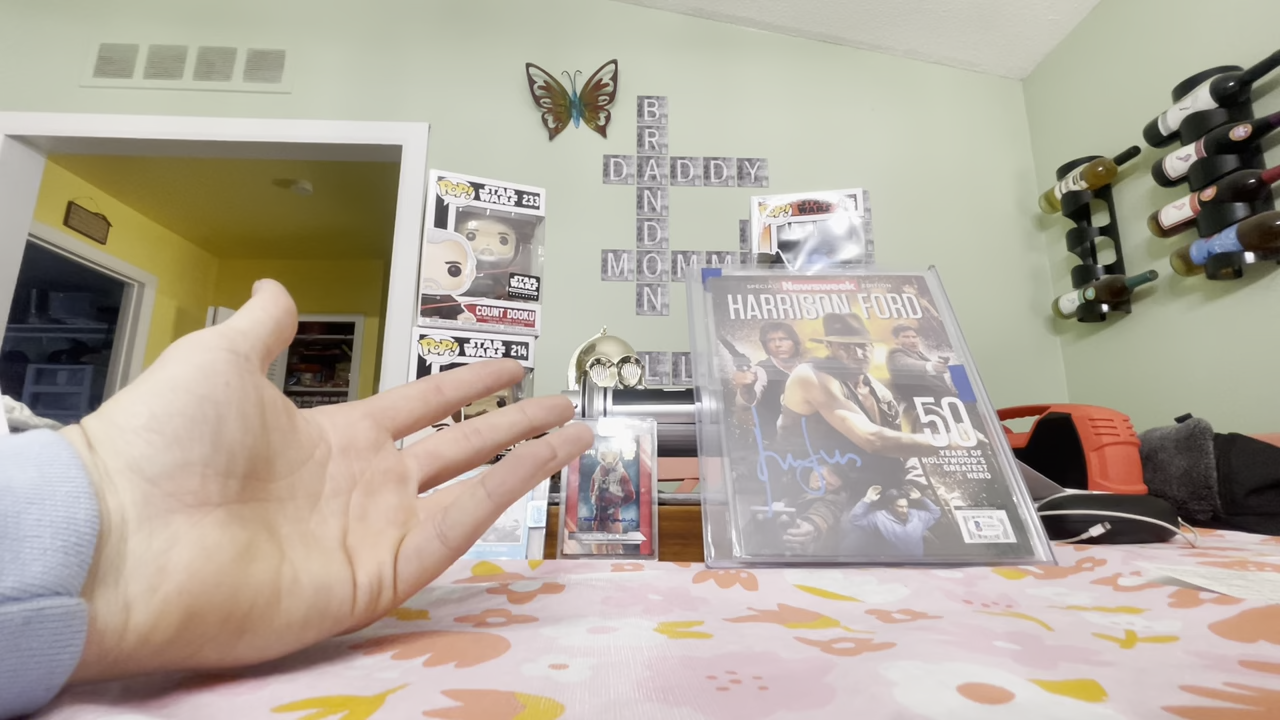 BRANDON
DADDY
MOMM
LL
POP! STAR WARS 233
STAR WARS
COUNT DOOKU
POP! STAR WARS 214
POP! STAR WARS
SPECIAL Newsweek EDITION
HARRISON FORD
50
YEARS OF
HOLLYWOOD'S
GREATEST
HERO